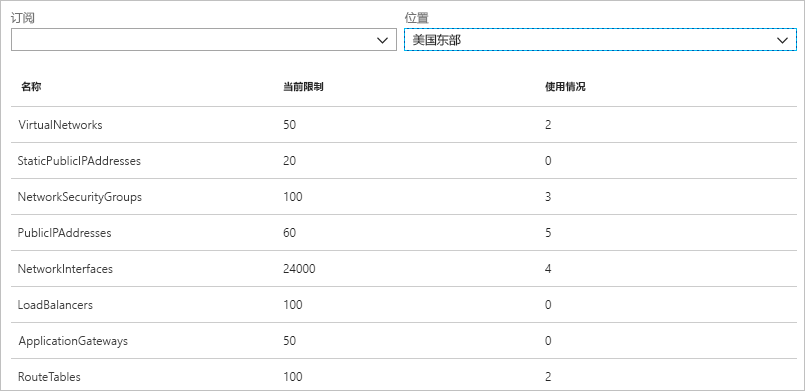 订阅 位置
美国东部
名称 当前限制 使用情况
VirtualNetworks 50 2
StaticPublicIPAddresses 20 0
NetworkSecurityGroups 100 3
PublicIPAddresses 60 5
NetworkInterfaces 24000 4
LoadBalancers 100 0
ApplicationGateways 50 0
RouteTables 100 2